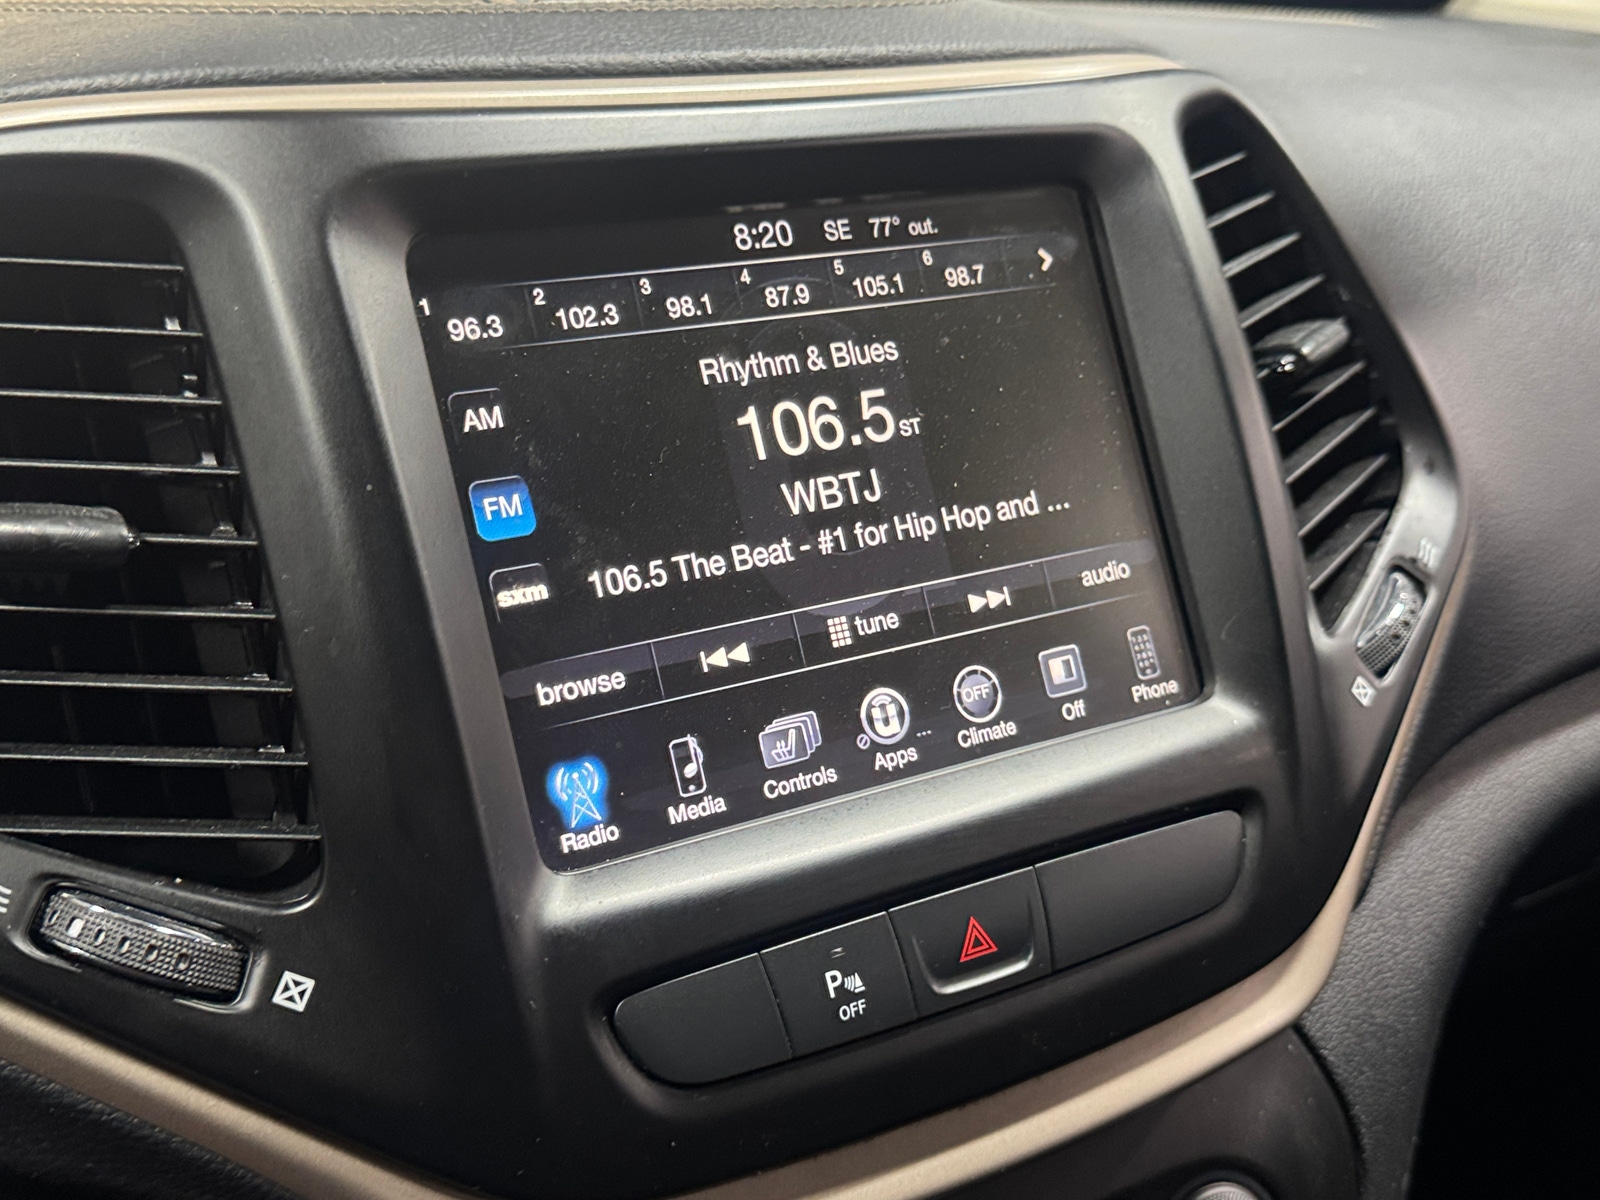 8:20 SE 77° out.
1 96.3 2 102.3 3 98.1 4 87.9 5 105.1 6 98.7
Rhythm & Blues
AM
106.5 ST
FM
WBTJ
sxm
106.5 The Beat - #1 for Hip Hop and ...
browse tune audio
Radio Media Controls Apps ... OFF Climate Off Phone
P OFF